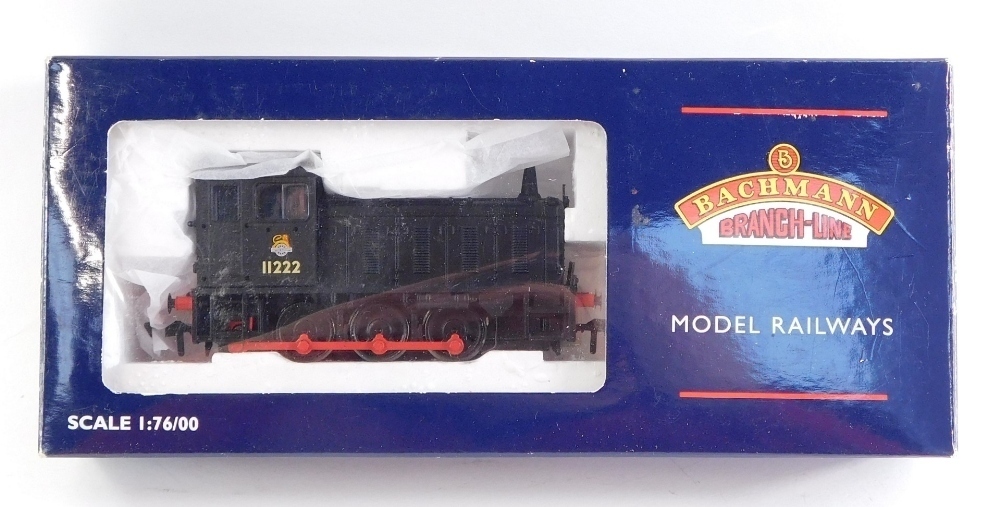 B
BACHMANN
BRANCH-LINE
MODEL RAILWAYS
11222
SCALE 1:76/00